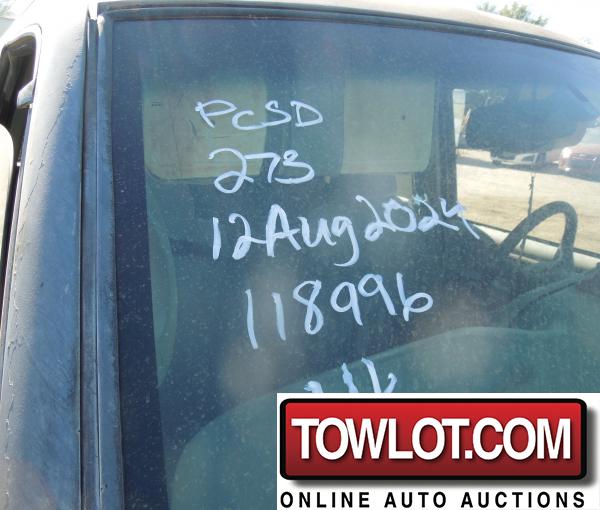 PCSD
273
12Aug2024
118996
TOWLOT.COM
ONLINE AUTO AUCTIONS